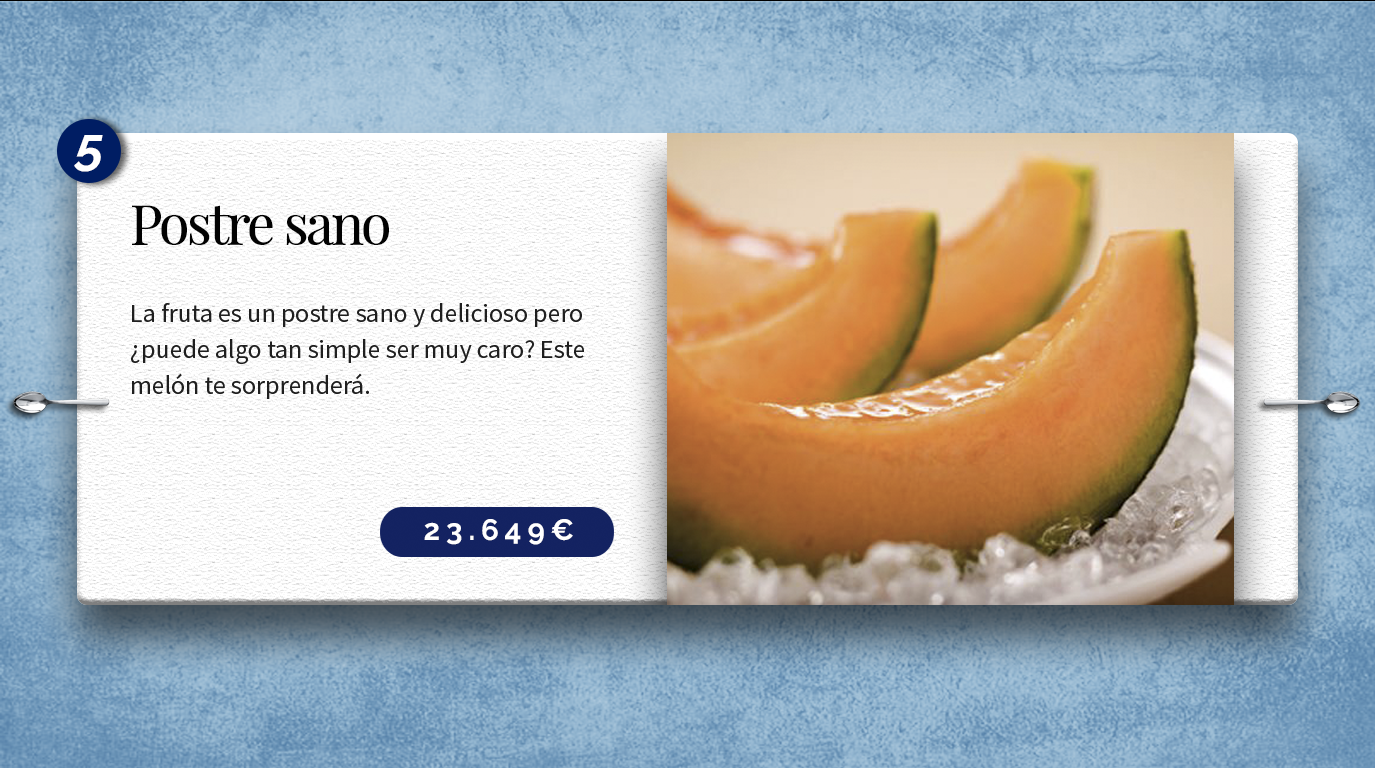 5
Postre sano
La fruta es un postre sano y delicioso pero
¿puede algo tan simple ser muy caro? Este
melón te sorprenderá.
23.649€